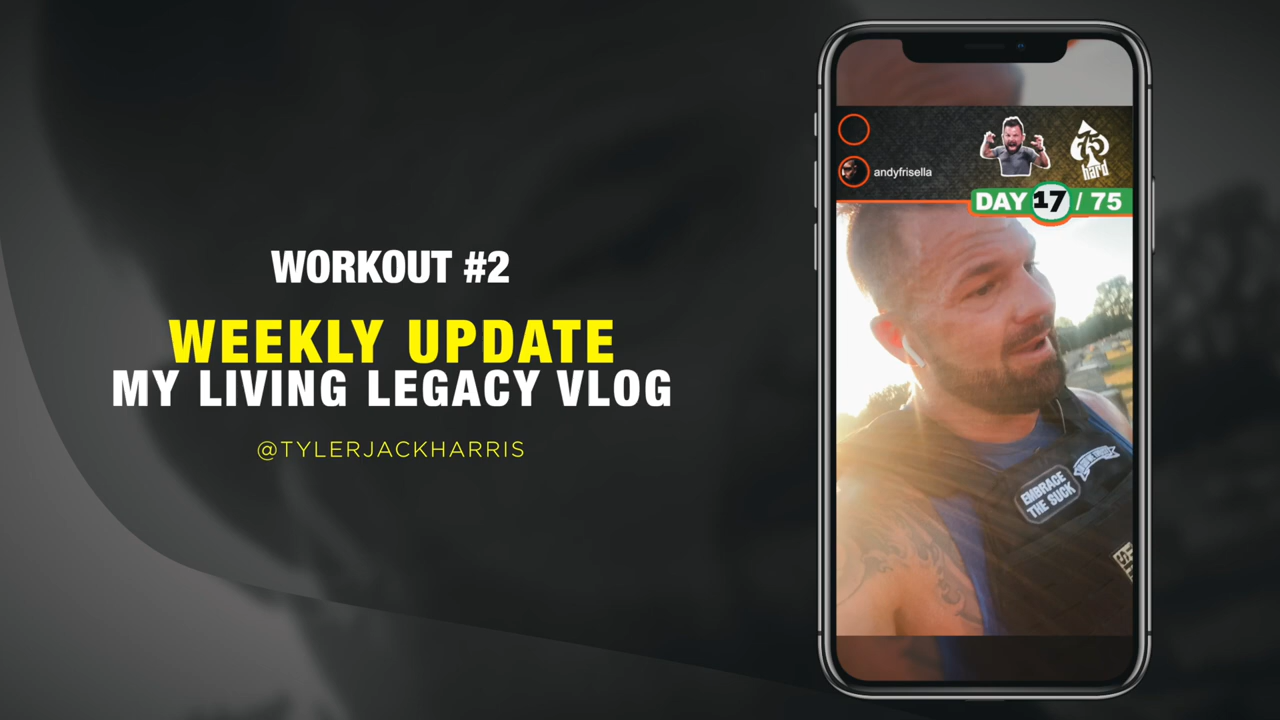 WORKOUT #2
WEEKLY UPDATE
MY LIVING LEGACY VLOG
@TYLERJACKHARRIS
75
hard
andyfrisella
DAY 17 / 75
EMBRACE
THE SUCK